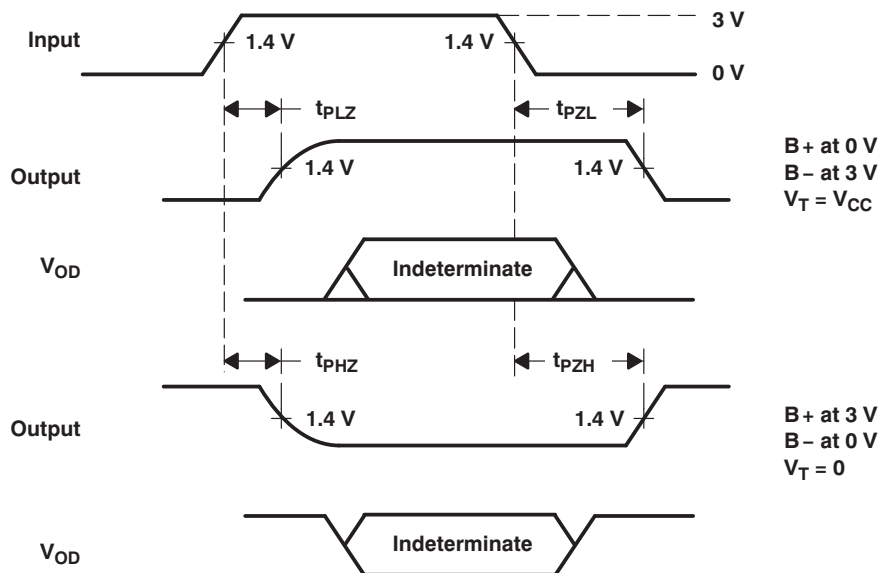 3 V
Input
1.4 V
1.4 V
0 V
tPLZ
tPZL
B+ at 0 V
B− at 3 V
VT = VCC
Output
1.4 V
1.4 V
VOD
Indeterminate
tPHZ
tPZH
Output
1.4 V
1.4 V
B+ at 3 V
B− at 0 V
VT = 0
VOD
Indeterminate